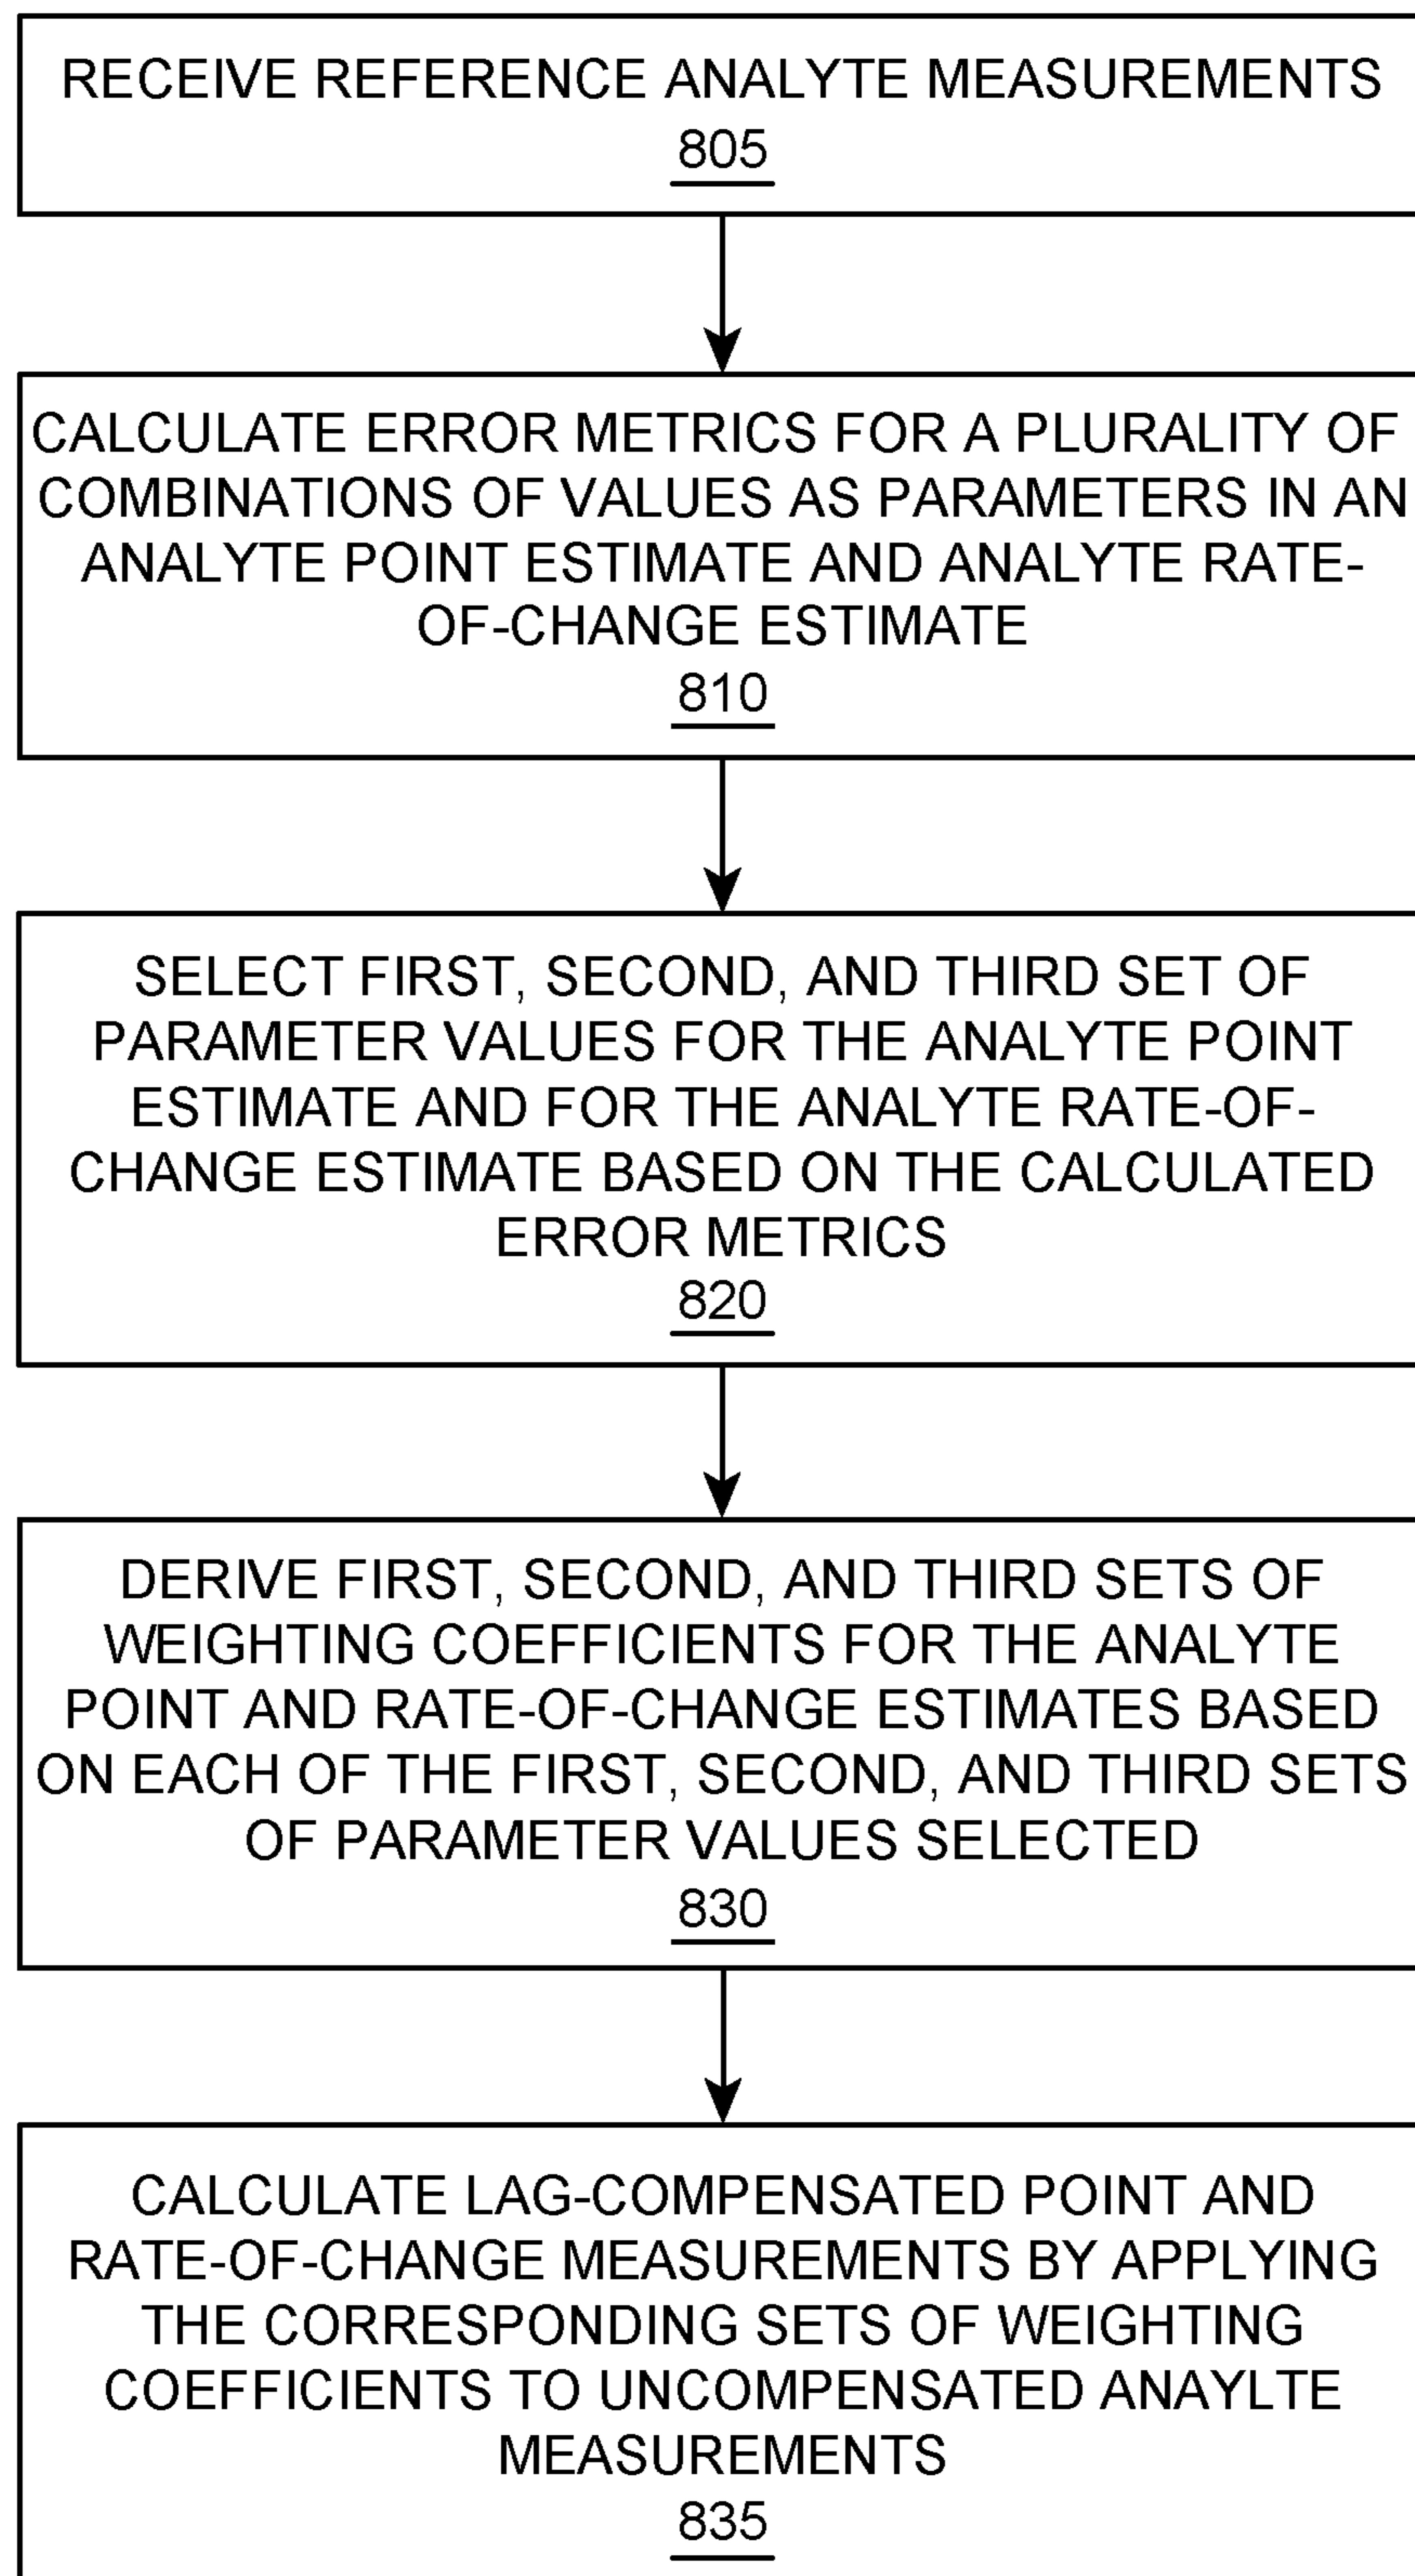 RECEIVE REFERENCE ANALYTE MEASUREMENTS
805
CALCULATE ERROR METRICS FOR A PLURALITY OF
COMBINATIONS OF VALUES AS PARAMETERS IN AN
ANALYTE POINT ESTIMATE AND ANALYTE RATE-
OF-CHANGE ESTIMATE
810
SELECT FIRST, SECOND, AND THIRD SET OF
PARAMETER VALUES FOR THE ANALYTE POINT
ESTIMATE AND FOR THE ANALYTE RATE-OF-
CHANGE ESTIMATE BASED ON THE CALCULATED
ERROR METRICS
820
DERIVE FIRST, SECOND, AND THIRD SETS OF
WEIGHTING COEFFICIENTS FOR THE ANALYTE
POINT AND RATE-OF-CHANGE ESTIMATES BASED
ON EACH OF THE FIRST, SECOND, AND THIRD SETS
OF PARAMETER VALUES SELECTED
830
CALCULATE LAG-COMPENSATED POINT AND
RATE-OF-CHANGE MEASUREMENTS BY APPLYING
THE CORRESPONDING SETS OF WEIGHTING
COEFFICIENTS TO UNCOMPENSATED ANAYLTE
MEASUREMENTS
835